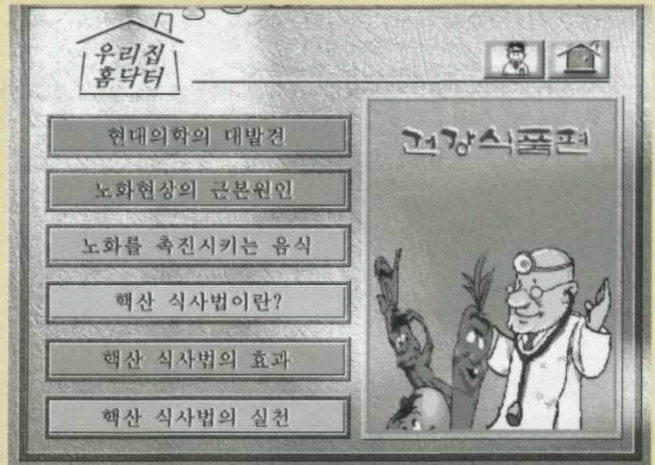 우리집
홈닥터
현대의학의 대발견
노화현상의 근본원인
노화를 촉진시키는 음식
핵산 식사법이란?
핵산 식사법의 효과
핵산 식사법의 실천
건강식품편